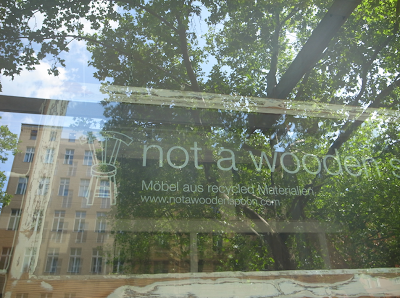 not a wooden s
Möbel aus recycled Materialien
www.notawoodenspoon.com